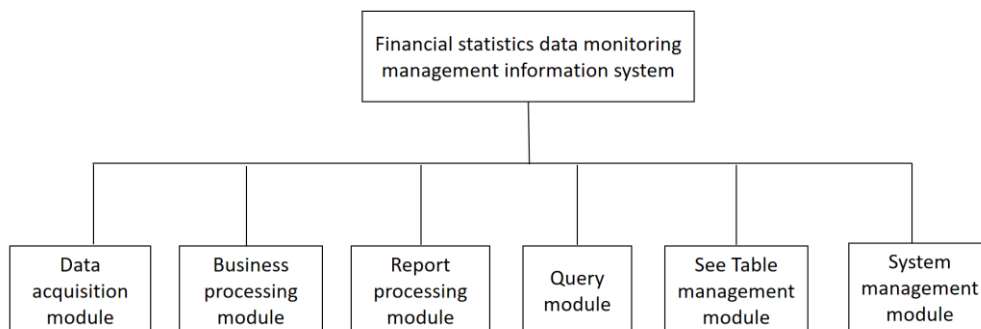 Financial statistics data monitoring
management information system
Data
acquisition
module
Business
processing
module
Report
processing
module
Query
module
See Table
management
module
System
management
module